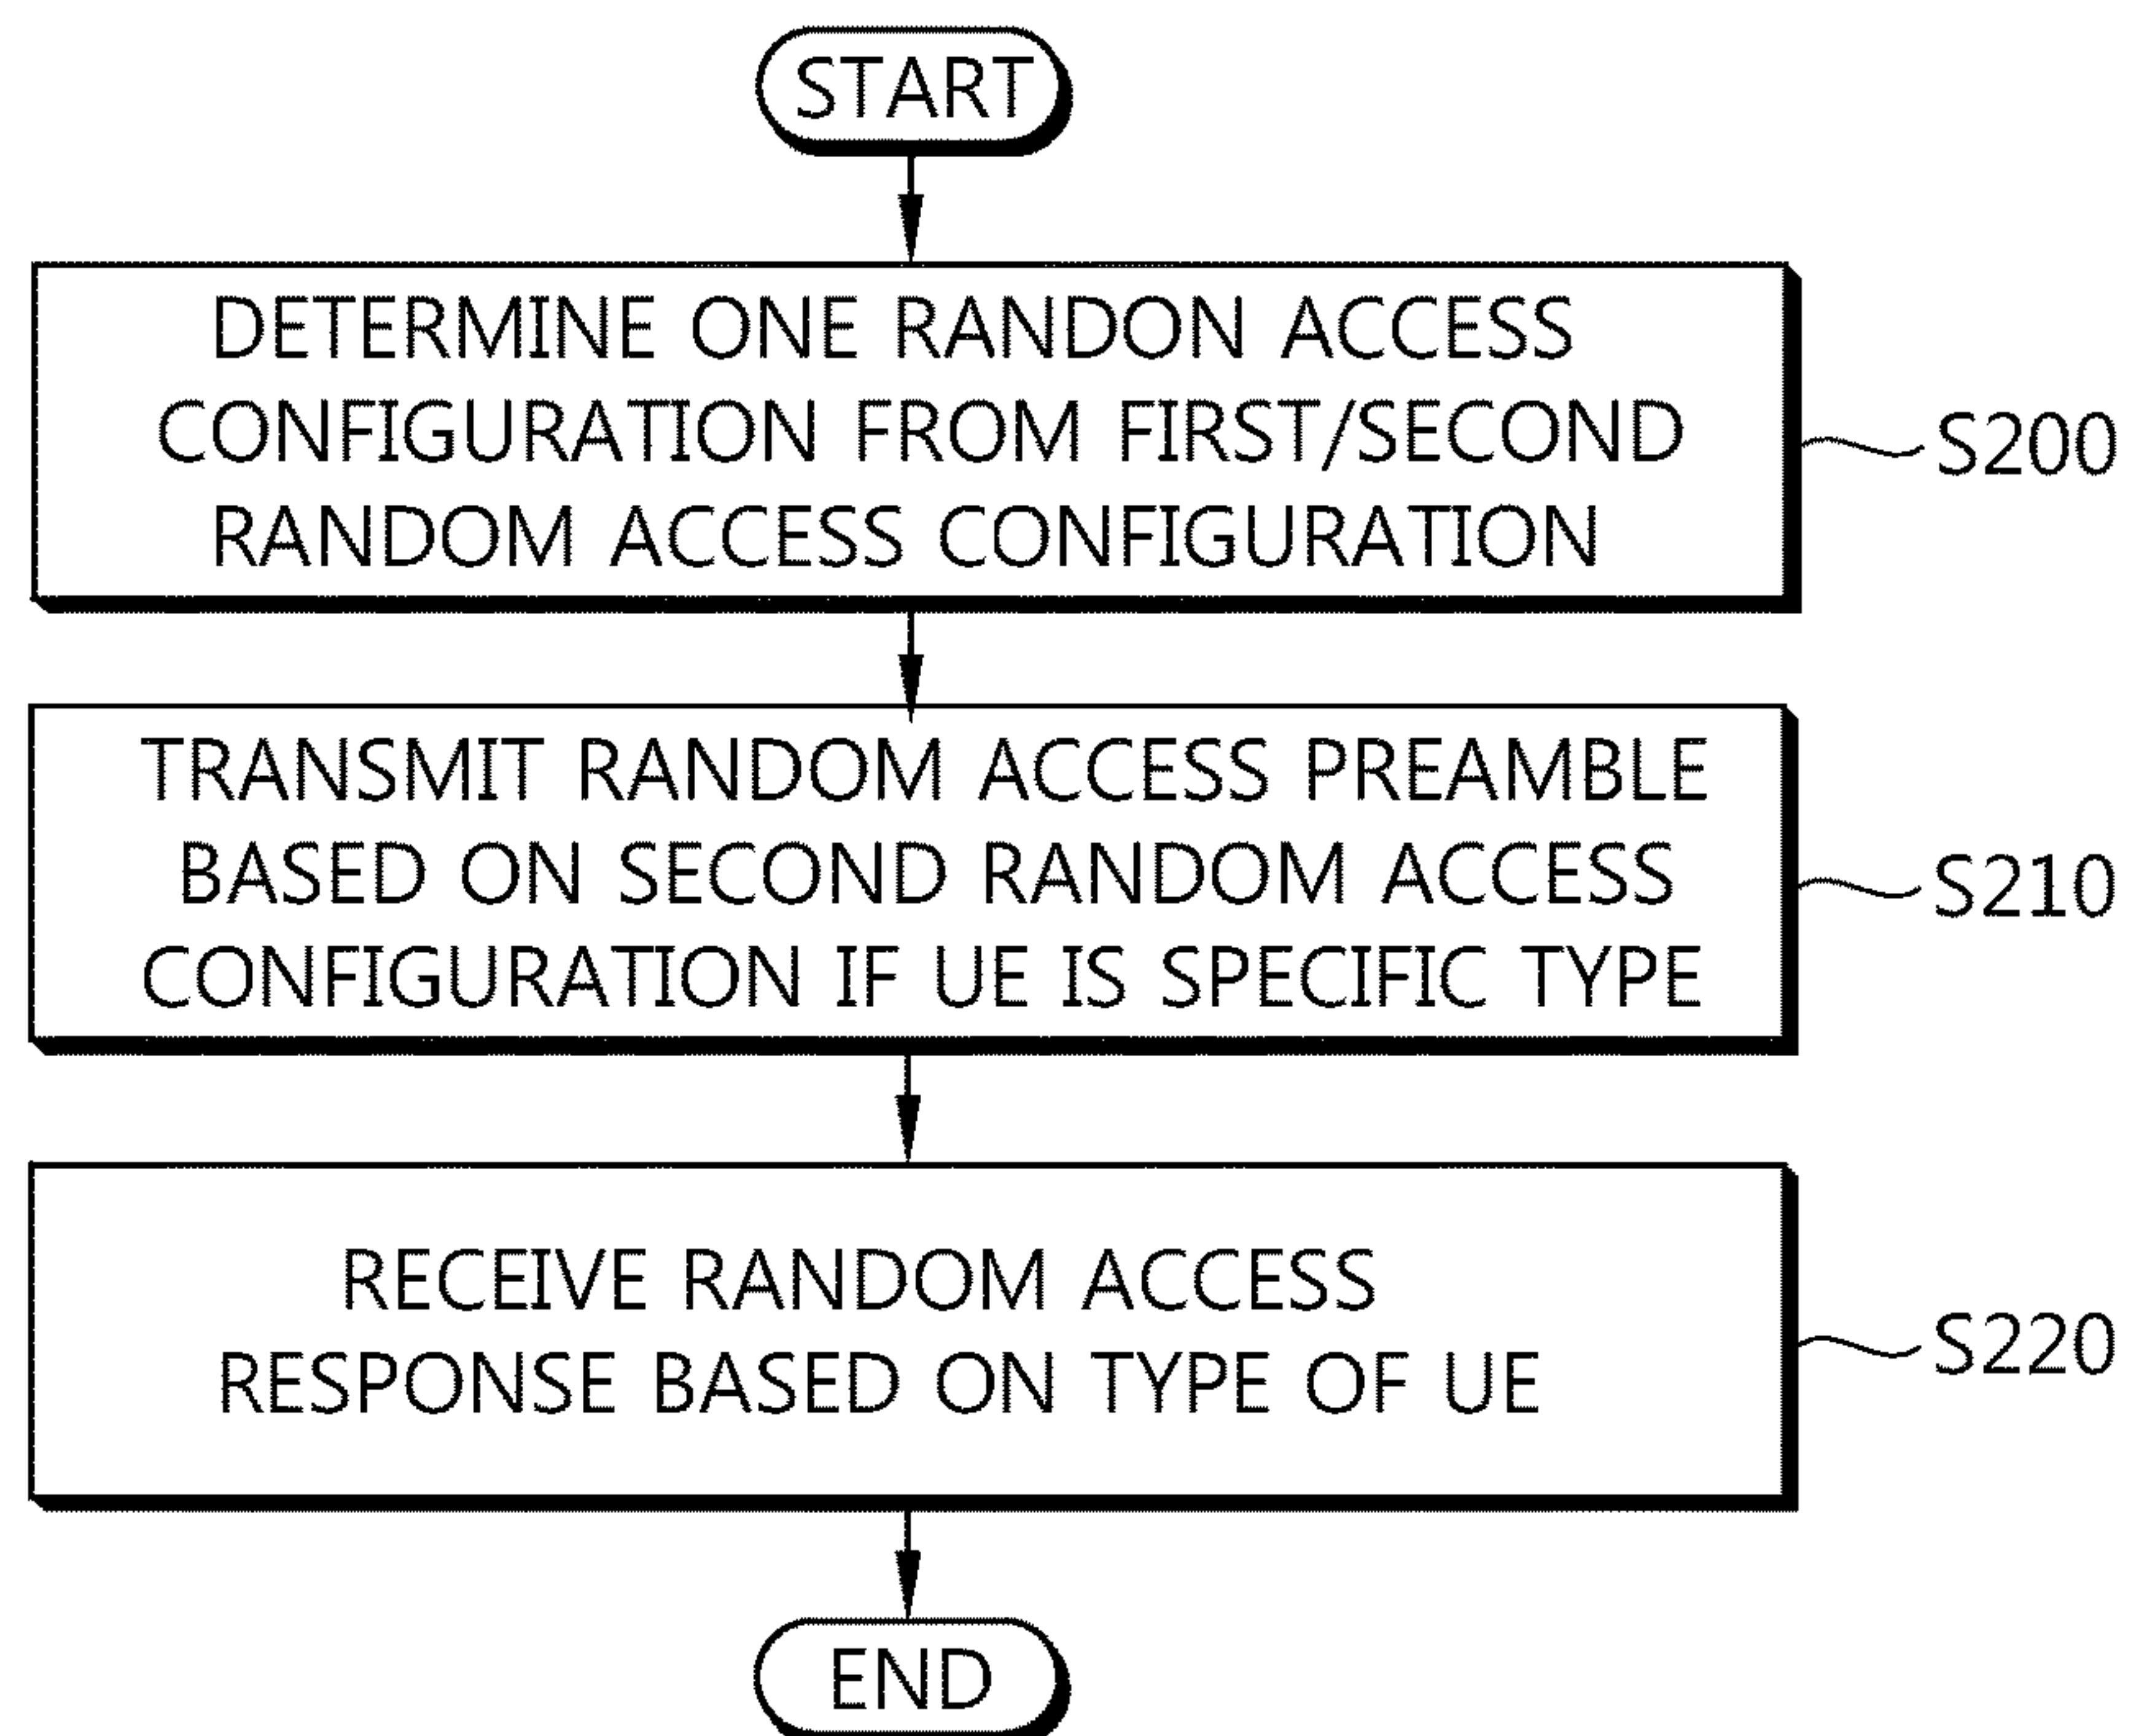 START
DETERMINE ONE RANDON ACCESS
CONFIGURATION FROM FIRST/SECOND
RANDOM ACCESS CONFIGURATION
S200
TRANSMIT RANDOM ACCESS PREAMBLE
BASED ON SECOND RANDOM ACCESS
CONFIGURATION IF UE IS SPECIFIC TYPE
S210
RECEIVE RANDOM ACCESS
RESPONSE BASED ON TYPE OF UE
S220
END